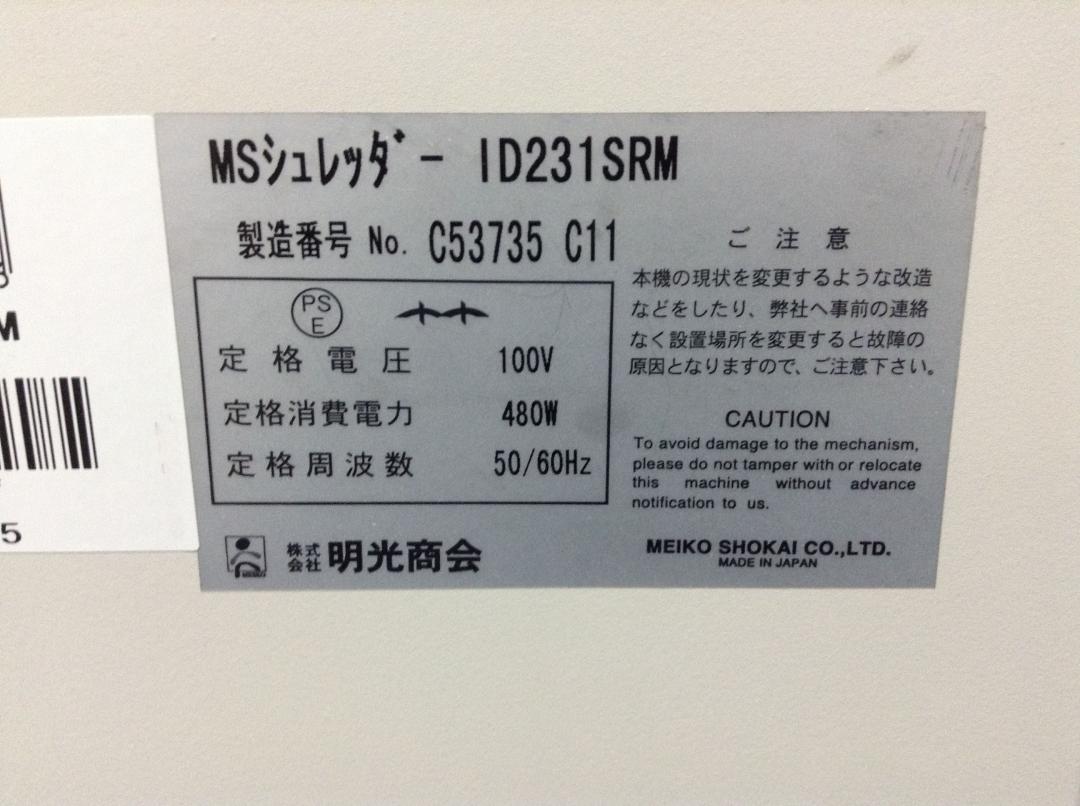 MSシュレッダー ID231SRM
製造番号 No. C53735 C11
PS
E
定格電圧 100V
定格消費電力 480W
定格周波数 50/60Hz
ご注意
本機の現状を変更するような改造
などをしたり、弊社へ事前の連絡
なく設置場所を変更すると故障の
原因となりますので、ご注意下さい。
CAUTION
To avoid damage to the mechanism,
please do not tamper with or relocate
this machine without advance
notification to us.
株式
会社 明光商会
MEIKO SHOKAI CO.,LTD.
MADE IN JAPAN
M
5